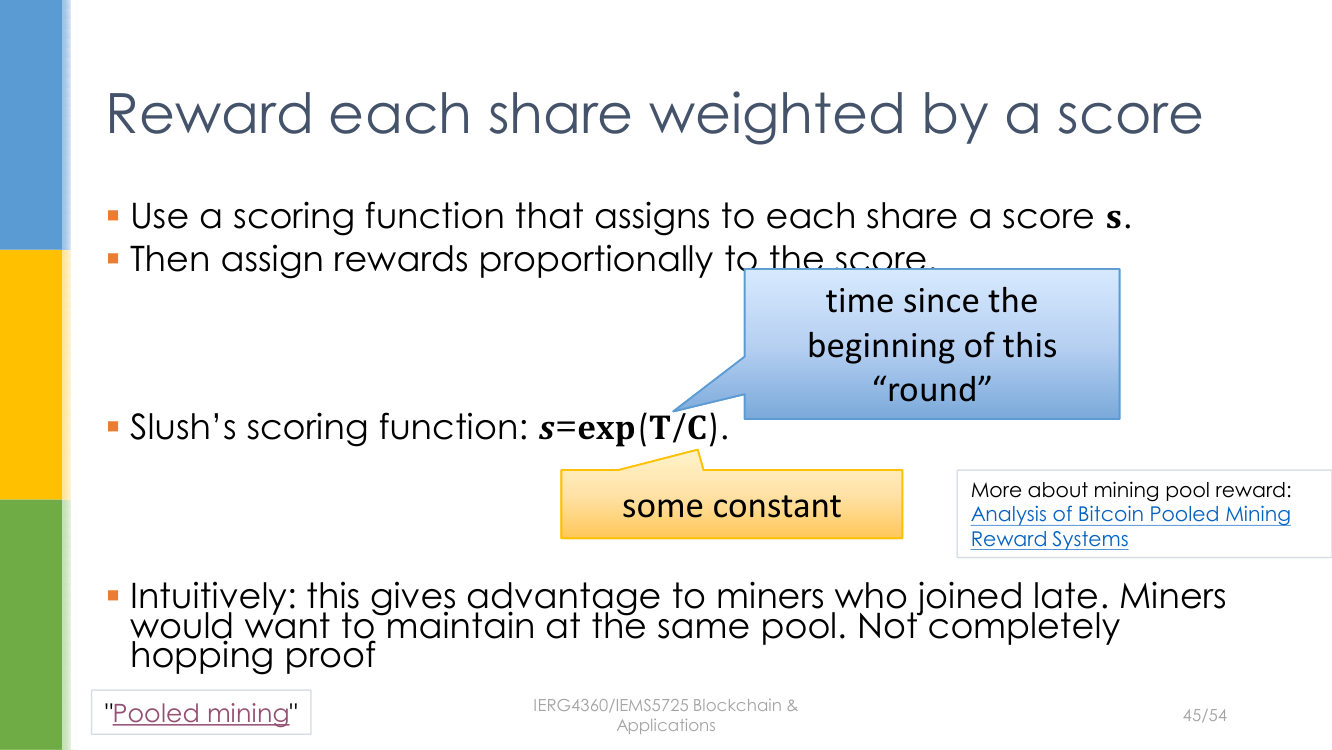 Reward each share weighted by a score
Use a scoring function that assigns to each share a score s.
Then assign rewards proportionally to the score.
time since the
beginning of this
“round”
Slush’s scoring function: s=exp(T/C).
some constant
More about mining pool reward:
Analysis of Bitcoin Pooled Mining
Reward Systems
Intuitively: this gives advantage to miners who joined late. Miners
would want to maintain at the same pool. Not completely
hopping proof
"Pooled mining"
IERG4360/IEMS5725 Blockchain &
Applications
45/54